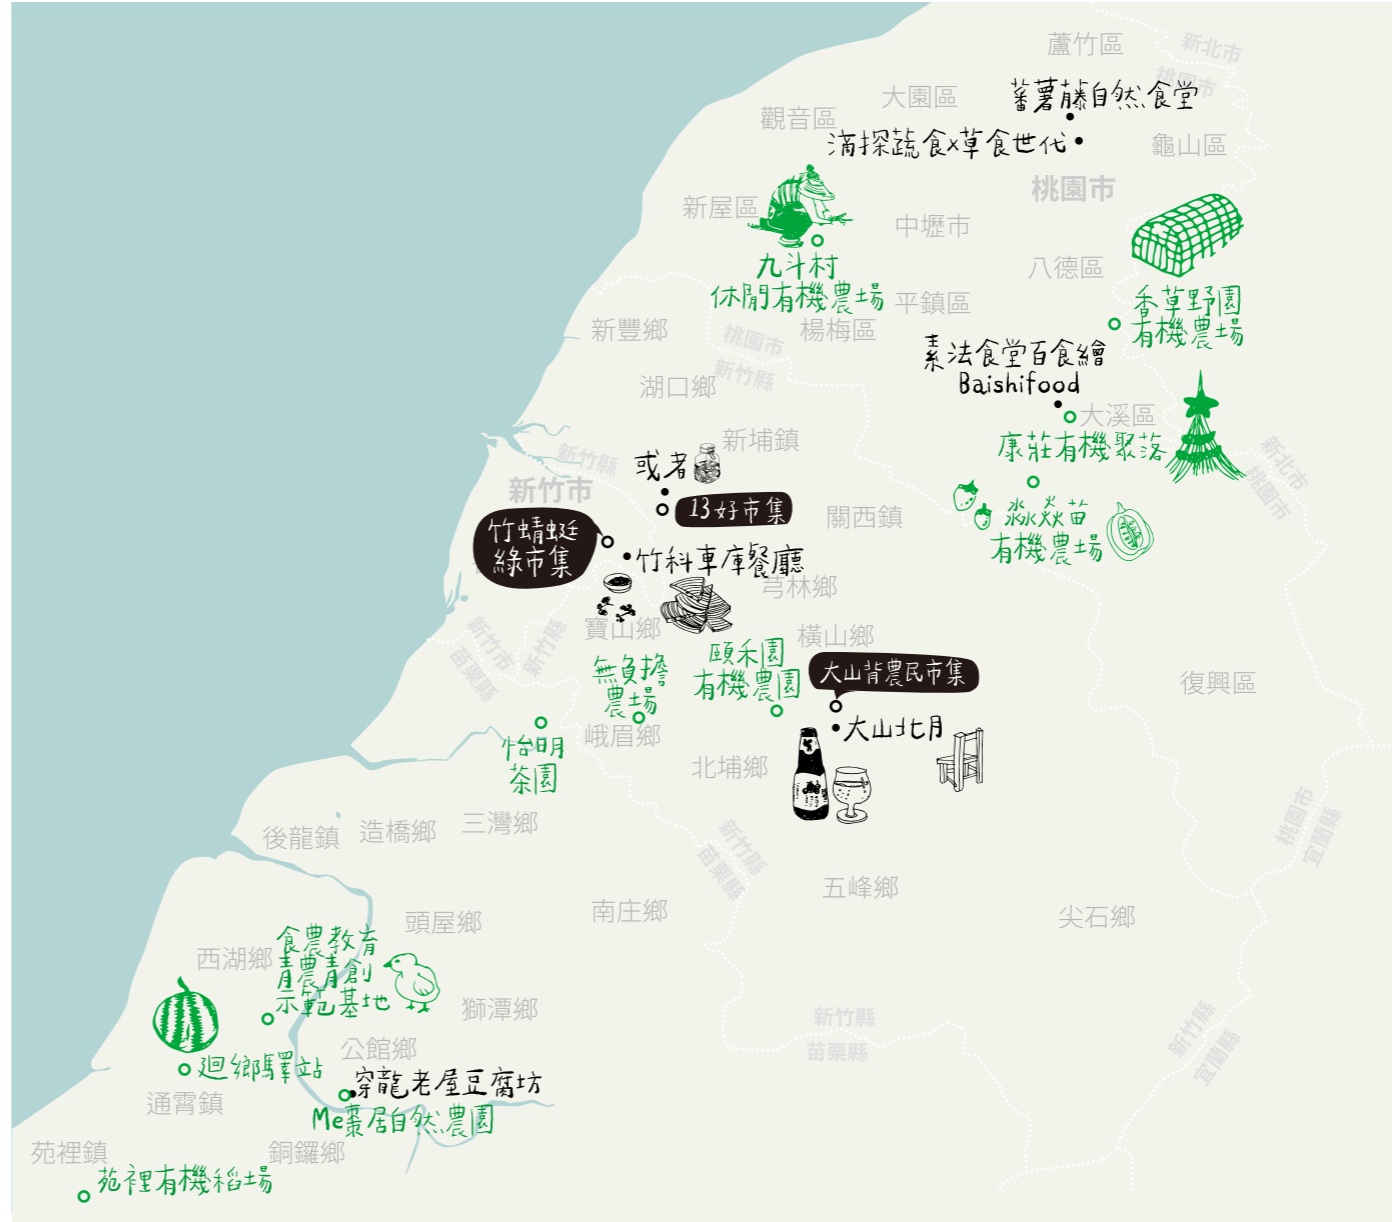 蘆竹區
新北市
桃園市
大園區
蕃薯藤自然食堂
觀音區
滿探蔬食x草食世代
龜山區
桃園市
新屋區
中壢市
八德區
九斗村
休閒有機農場
平鎮區
香草野園
有機農場
新豐鄉
桃園市
新竹縣
楊梅區
素法食堂百食繪
Baishifood
湖口鄉
大溪區
新埔鎮
康莊有機聚落
新竹縣
新竹市
或者
13好市集
新北市
桃園市
關西鎮
淼焱苗
有機農場
竹蜻蜓
綠市集
竹科車庫餐廳
芎林鄉
寶山鄉
橫山鄉
新竹市
苗栗縣
新竹縣
無負擔
農場
頤禾園
有機農園
大山背農民市集
大山北月
復興區
怡明
茶園
峨眉鄉
北埔鄉
後龍鎮
造橋鄉
三灣鄉
新竹縣
苗栗縣
桃園市
宜蘭縣
五峰鄉
尖石鄉
南庄鄉
頭屋鄉
西湖鄉
食農教育
青農青創
示範基地
獅潭鄉
新竹縣
苗栗縣
新竹縣
宜蘭縣
公館鄉
迴鄉驛站
穿龍老屋豆腐坊
Me棗居自然農園
通霄鎮
苑裡鎮
銅鑼鄉
苑裡有機稻場